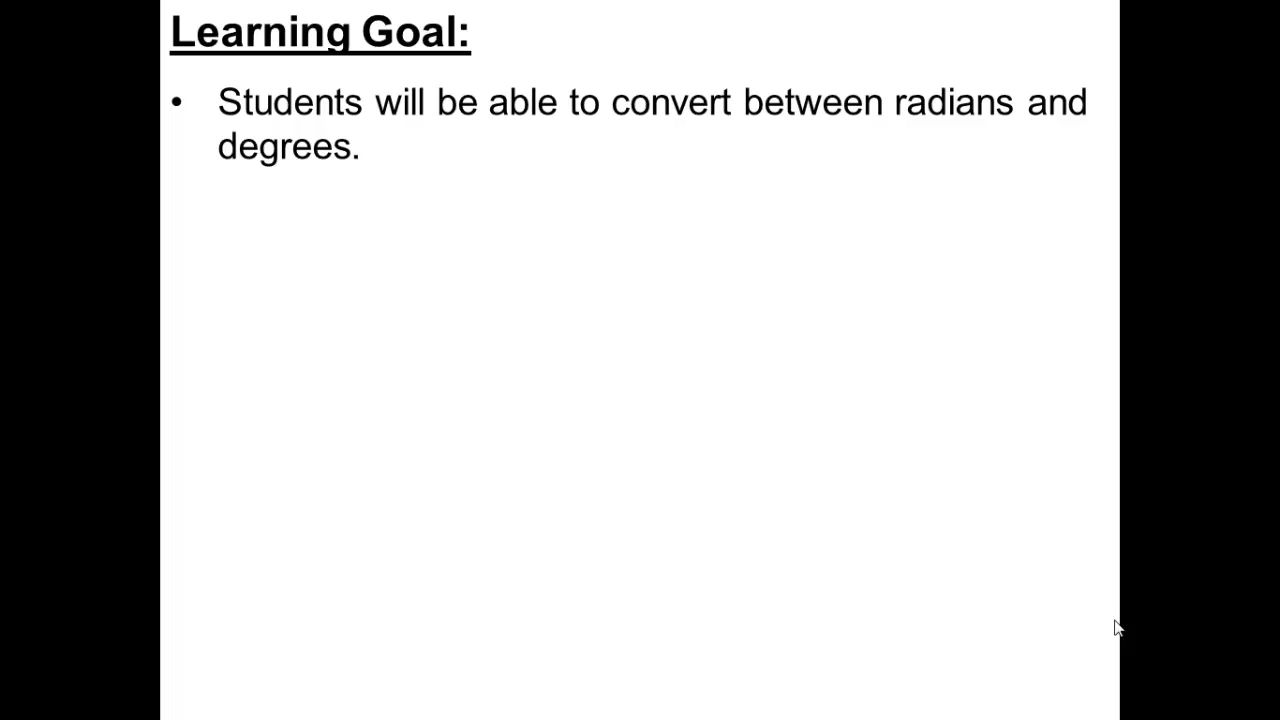 Learning Goal:
• Students will be able to convert between radians and
degrees.